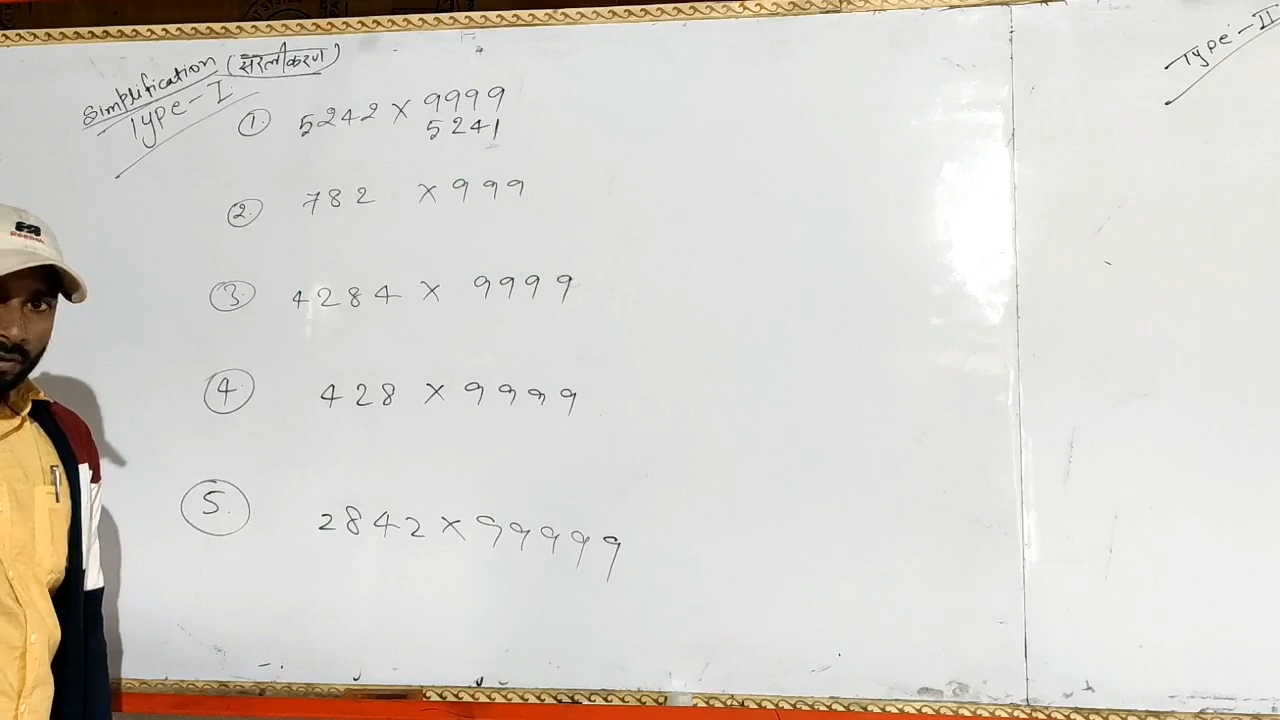 Simplification (सरलीकरण)
Type-I
Type-II
1. 5242 × 9999
5241
2. 782 × 999
3. 4284 × 9999
4. 428 × 9999
5. 2842 × 99999
Reebok